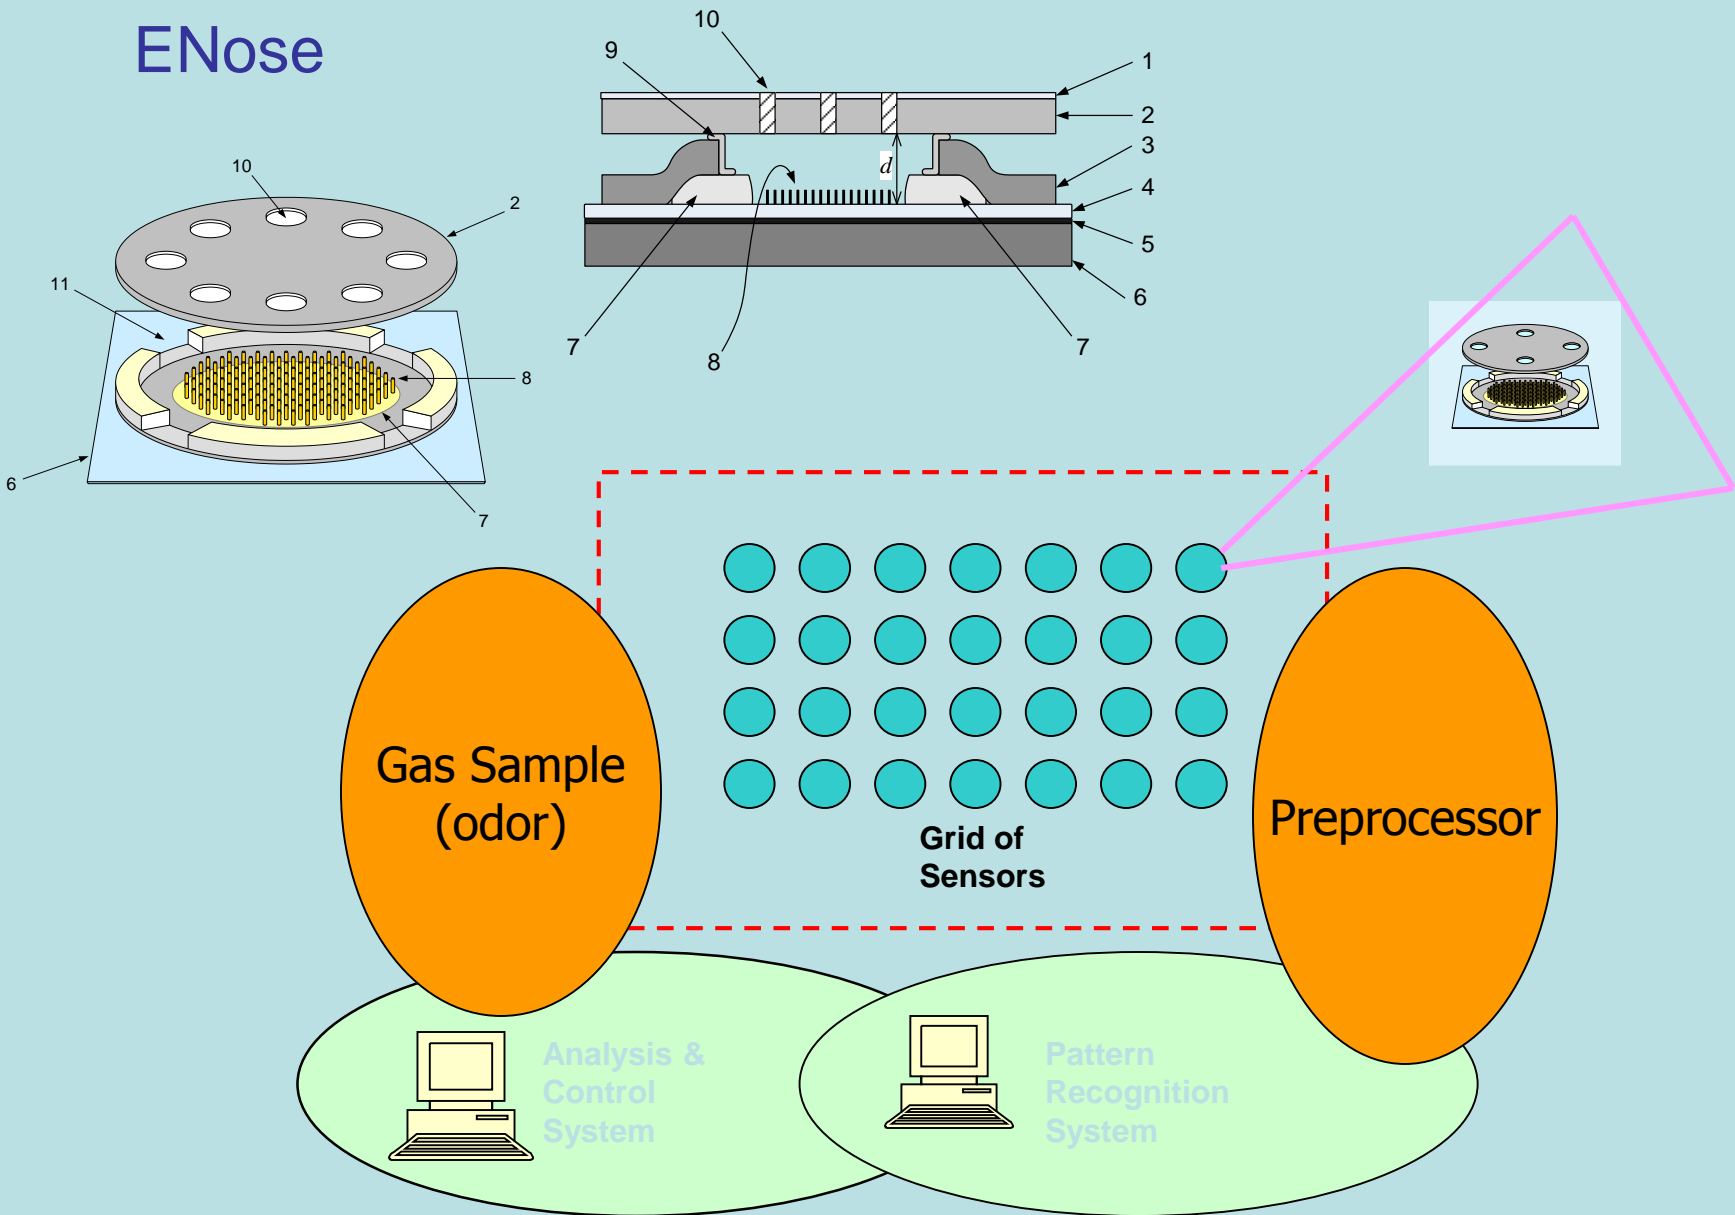 ENose
10
9
1
2
d
3
4
5
6
7
8
7
10
2
11
8
6
7
Gas Sample
(odor)
Grid of
Sensors
Preprocessor
Analysis &
Control
System
Pattern
Recognition
System